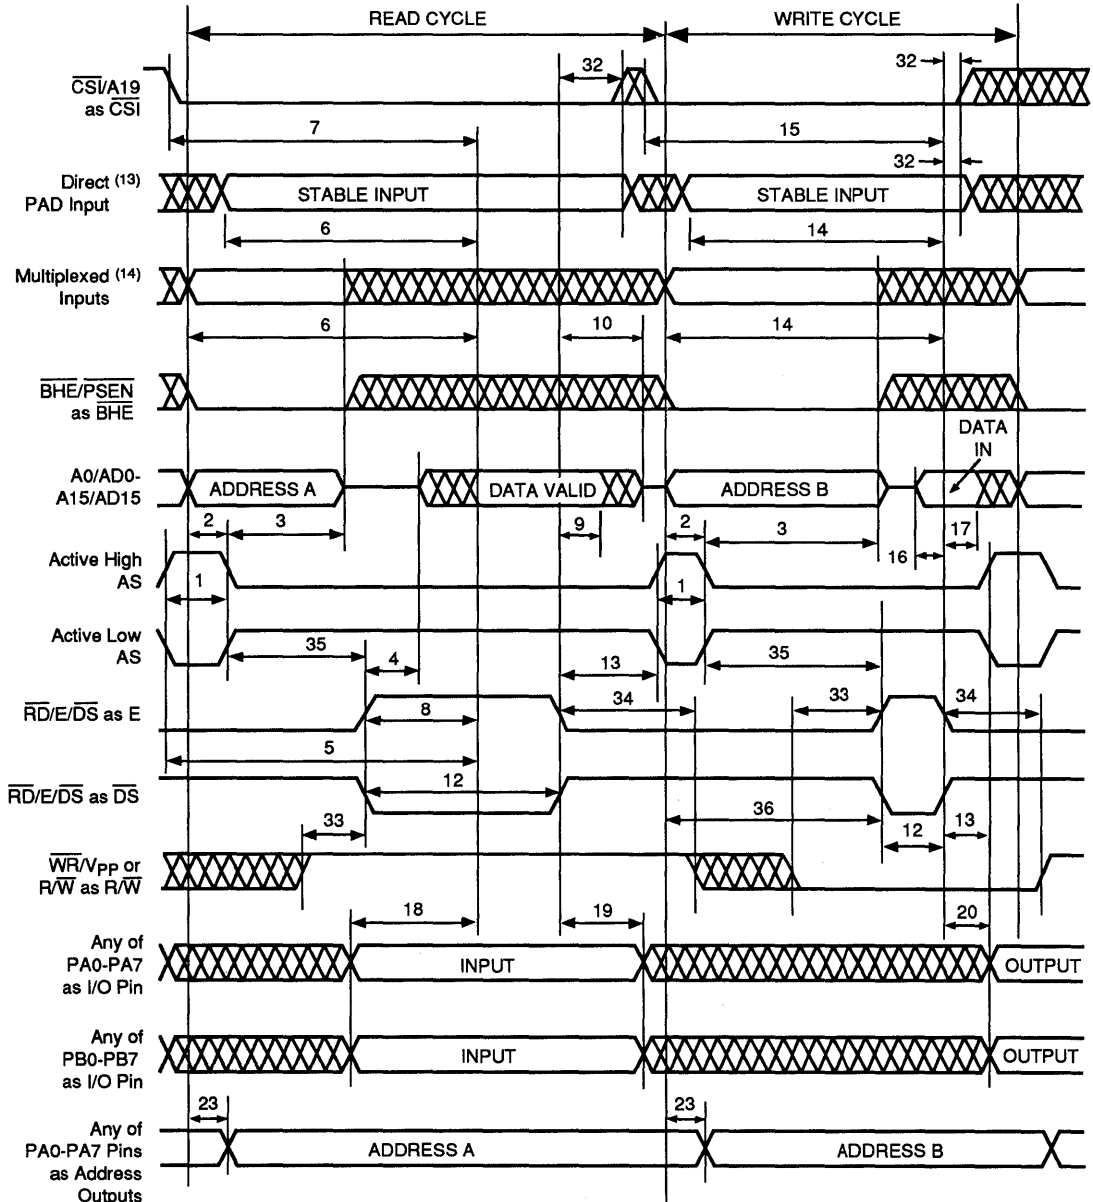 READ CYCLE
WRITE CYCLE
32
32
CSI/A19
as CSI
7
15
32
Direct (13)
PAD Input
STABLE INPUT
STABLE INPUT
6
14
Multiplexed (14)
Inputs
6
10
14
BHE/PSEN
as BHE
DATA
IN
A0/AD0-
A15/AD15
ADDRESS A
DATA VALID
ADDRESS B
2
3
9
2
3
16
17
Active High
AS
1
1
Active Low
AS
35
4
13
35
RD/E/DS as E
8
34
33
34
5
RD/E/DS as DS
12
36
33
12
13
WR/VPP or
R/W as R/W
18
19
20
Any of
PA0-PA7
as I/O Pin
INPUT
OUTPUT
Any of
PB0-PB7
as I/O Pin
INPUT
OUTPUT
23
23
Any of
PA0-PA7 Pins
as Address
Outputs
ADDRESS A
ADDRESS B